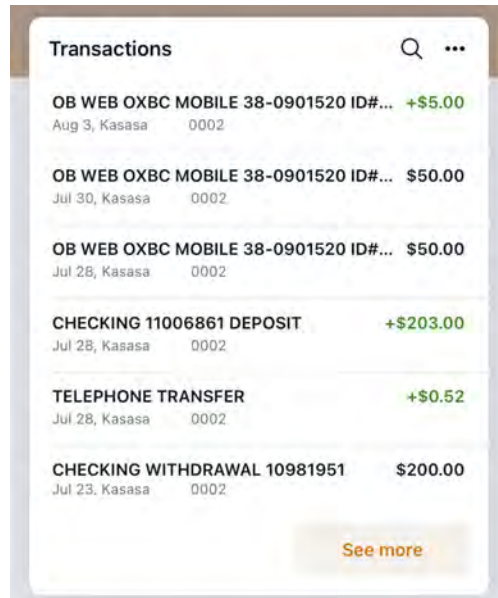 Transactions
OB WEB OXBC MOBILE 38-0901520 ID#... +$5.00
Aug 3, Kasasa 0002
OB WEB OXBC MOBILE 38-0901520 ID#... $50.00
Jul 30, Kasasa 0002
OB WEB OXBC MOBILE 38-0901520 ID#... $50.00
Jul 28, Kasasa 0002
CHECKING 11006861 DEPOSIT +$203.00
Jul 28, Kasasa 0002
TELEPHONE TRANSFER +$0.52
Jul 28, Kasasa 0002
CHECKING WITHDRAWAL 10981951 $200.00
Jul 23, Kasasa 0002
See more